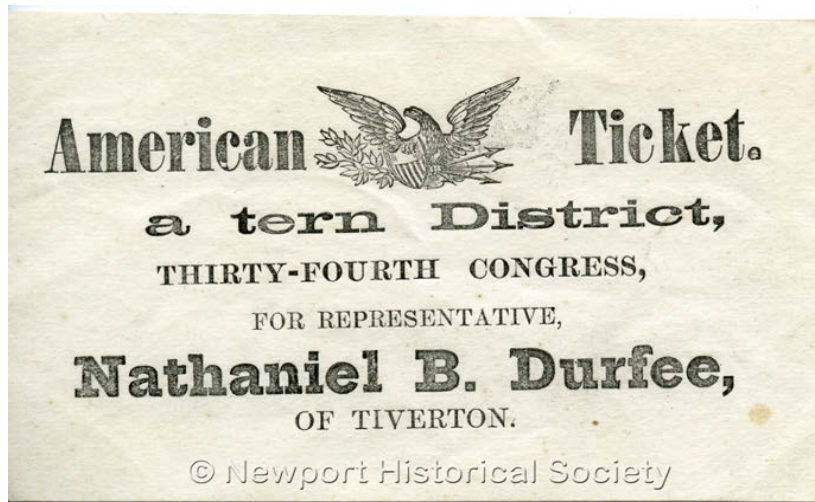 American Ticket.
a tern District,
THIRTY-FOURTH CONGRESS,
FOR REPRESENTATIVE,
Nathaniel B. Durfee,
OF TIVERTON.
© Newport Historical Society